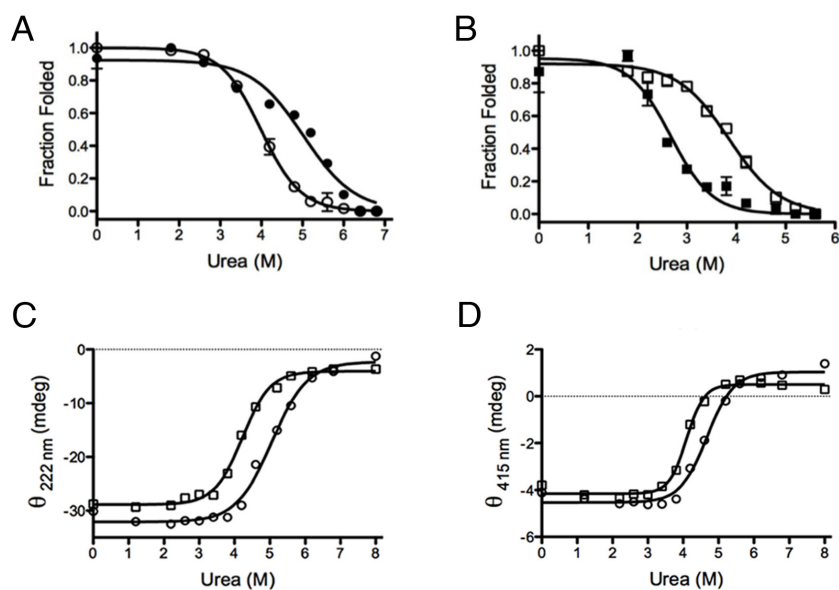 A
B
1.0
0.8
0.6
0.4
0.2
0.0
Fraction Folded
0 1 2 3 4 5 6 7
Urea (M)
1.0
0.8
0.6
0.4
0.2
0.0
Fraction Folded
0 1 2 3 4 5 6
Urea (M)
C
D
0
-10
-20
-30
θ 222 nm (mdeg)
0 1 2 3 4 5 6 7 8
Urea (M)
2
0
-2
-4
-6
θ 415 nm (mdeg)
0 1 2 3 4 5 6 7 8
Urea (M)